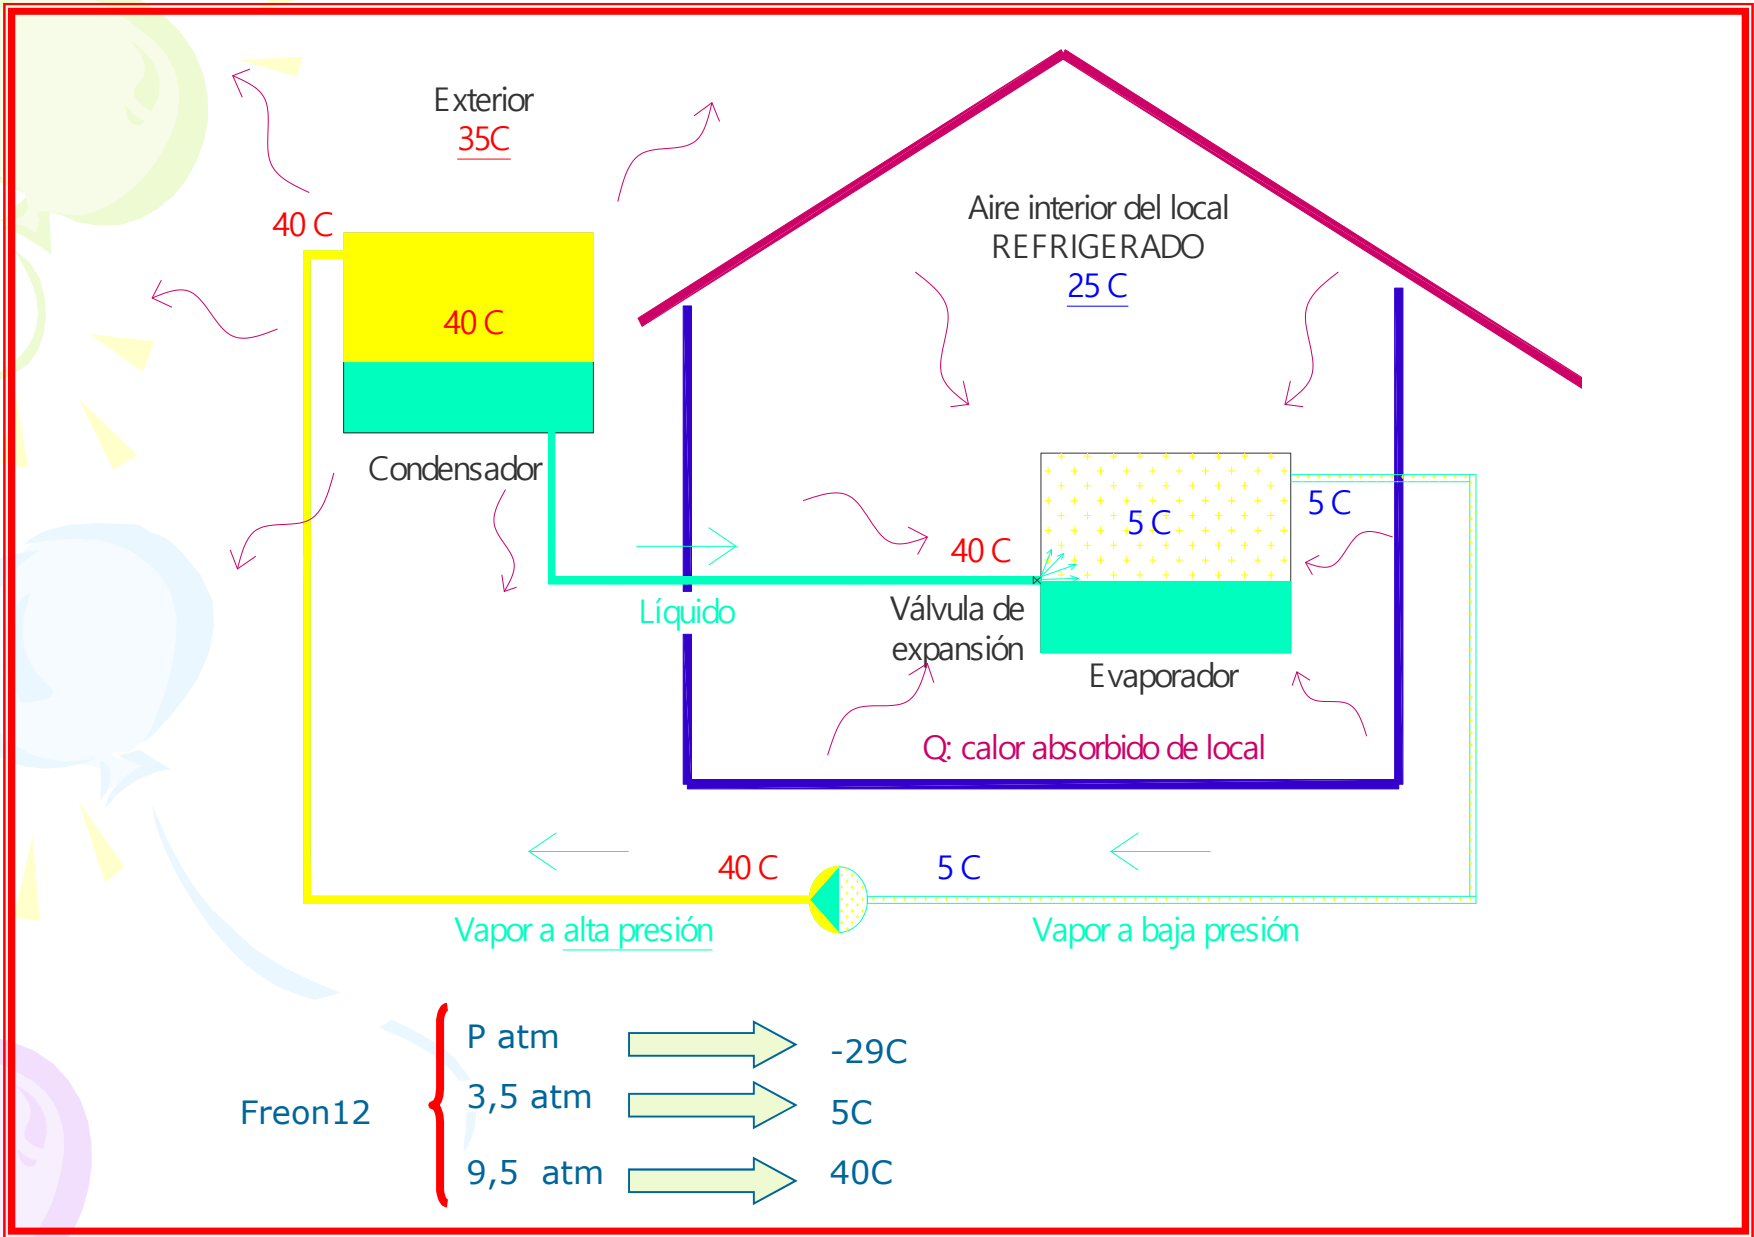 Exterior
35C
40 C
40 C
Condensador
Aire interior del local
REFRIGERADO
25 C
5 C
5 C
40 C
Líquido
Válvula de
expansión
Evaporador
Q: calor absorbido de local
40 C
5 C
Vapor a alta presión
Vapor a baja presión
Freon12
P atm
-29C
3,5 atm
5C
9,5 atm
40C